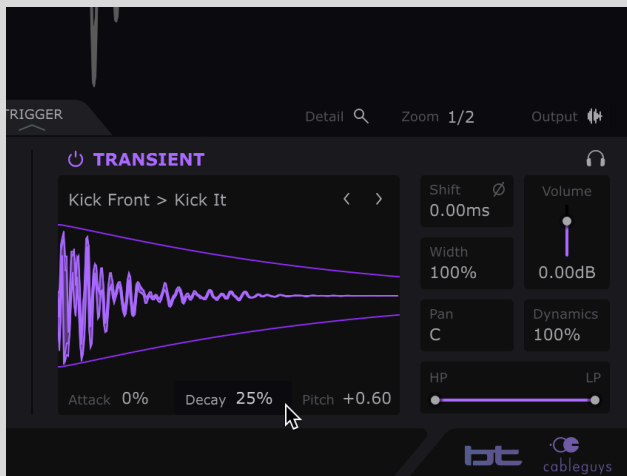 TRIGGER
Detail
Zoom 1/2
Output
TRANSIENT
Kick Front > Kick It
Shift Ø
0.00ms
Volume
0.00dB
Width
100%
Pan
C
Dynamics
100%
Attack 0%
Decay 25%
Pitch +0.60
HP
LP
bt
cableguys